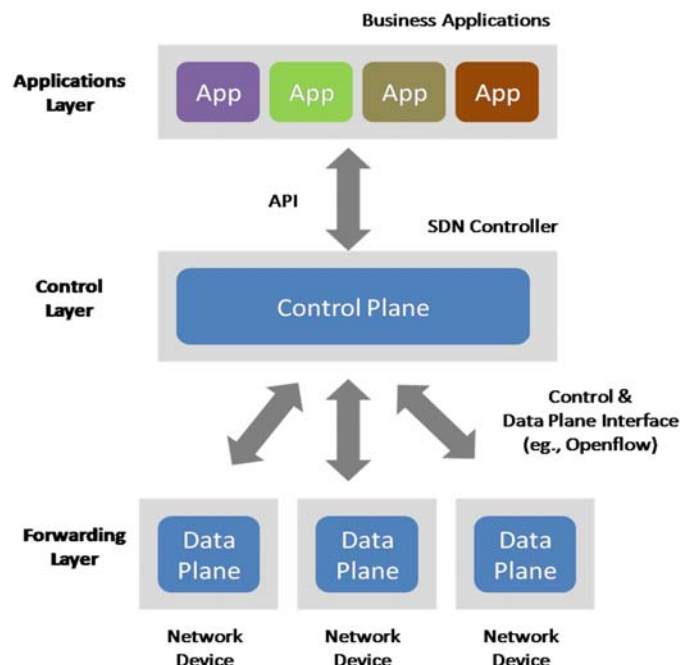 Business Applications
Applications
Layer
App App App App
API
SDN Controller
Control
Layer
Control Plane
Control &
Data Plane Interface
(eg., Openflow)
Forwarding
Layer
Data Data Data
Plane Plane Plane
Network Network Network
Device Device Device